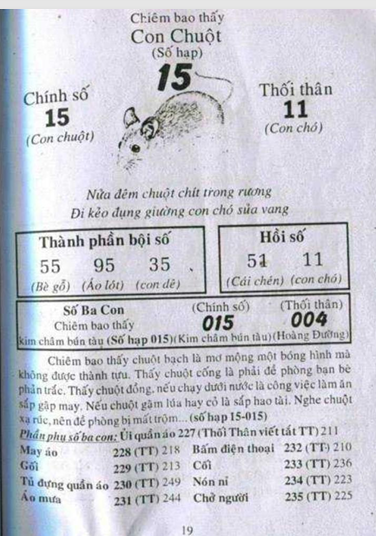 Chiêm bao thấy
Con Chuột
(Số hạp)
15
Chính số
15
(Con chuột)
Thối thân
11
(Con chó)
Nửa đêm chuột chít trong rương
Đi kẻo đụng giường con chó sủa vang
Thành phần bội số
55 95 35
(Bè gỗ) (Áo lót) (con dê)
Hồi số
51 11
(Cái chén) (con chó)
Số Ba Con (Chính số) (Thối thân)
Chiêm bao thấy 015 004
kim châm bún tàu (Số hạp 015)(Kim châm bún tàu)(Hoàng Đường)
Chiêm bao thấy chuột bạch là mơ mộng một bóng hình mà
không được thành tựu. Thấy chuột cống là phải đề phòng bạn bè
phản trắc. Thấy chuột đồng, nếu chạy dưới nước là công việc làm ăn
sắp gặp may. Nếu chuột gặm lúa hay cỏ là sắp hao tài. Nghe chuột
xạ rúc, nên đề phòng bị mất trộm... (số hạp 15-015)
Phần phụ số ba con: Ủi quần áo 227 (Thối Thân viết tắt TT) 211
May áo 228 (TT) 218 Bấm điện thoại 232 (TT) 210
Gối 229 (TT) 213 Cối 233 (TT) 236
Tủ đựng quần áo 230 (TT) 249 Nón nỉ 234 (TT) 223
Áo mưa 231 (TT) 244 Chở người 235 (TT) 225
19